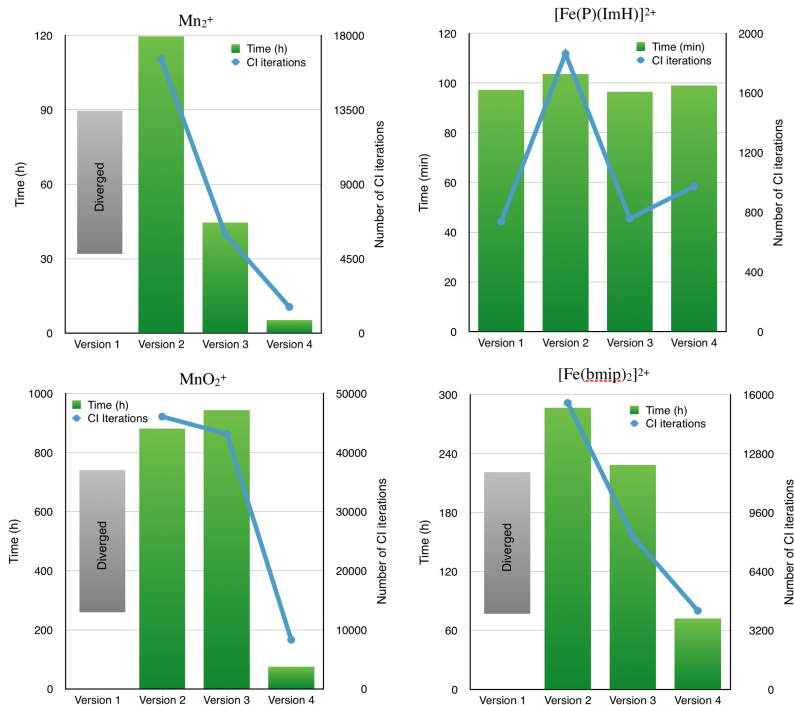 Mn₂⁺
120
90
60
30
0
Time (h)
18000
13500
9000
4500
0
Number of CI iterations
Time (h)
CI iterations
Diverged
Version 1 Version 2 Version 3 Version 4
[Fe(P)(ImH)]²⁺
120
100
80
60
40
20
0
Time (min)
2000
1600
1200
800
400
0
Number of CI iterations
Time (min)
CI iterations
Version 1 Version 2 Version 3 Version 4
MnO₂⁺
1000
800
600
400
200
0
Time (h)
50000
40000
30000
20000
10000
0
Number of CI iterations
Time (h)
CI Iterations
Diverged
Version 1 Version 2 Version 3 Version 4
[Fe(bmip)₂]²⁺
300
240
180
120
60
0
Time (h)
16000
12800
9600
6400
3200
0
Number of CI iterations
Time (h)
CI iterations
Diverged
Version 1 Version 2 Version 3 Version 4